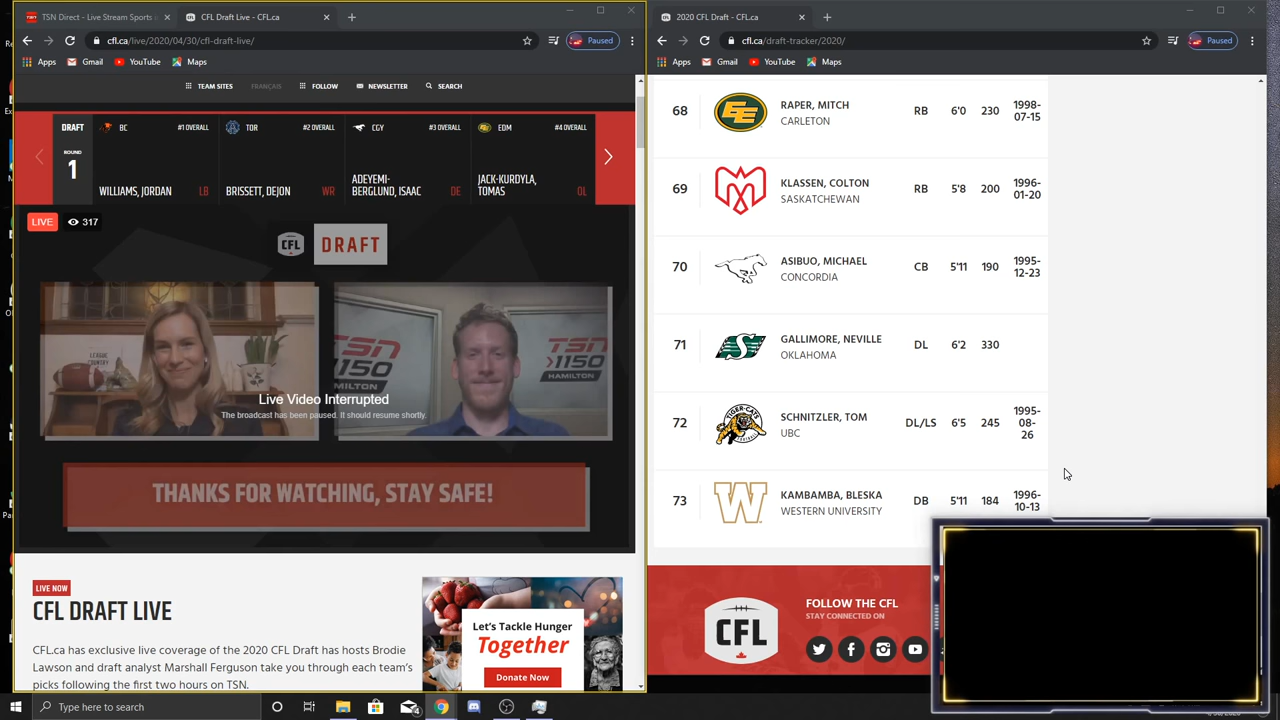 TSN Direct - Live Stream Sports o
CFL Draft Live - CFL.ca
cfl.ca/live/2020/04/30/cfl-draft-live/
Paused
Apps Gmail YouTube Maps
TEAM SITES FRANÇAIS FOLLOW NEWSLETTER SEARCH
DRAFT
ROUND
1
BC #1 OVERALL
WILLIAMS, JORDAN LB
TOR #2 OVERALL
BRISSETT, DEJON WR
CGY #3 OVERALL
ADEYEMI-
BERGLUND, ISAAC DE
EDM #4 OVERALL
JACK-KURDYLA,
TOMAS OL
LIVE 317
CFL DRAFT
TSN
1150
HAMILTON
TSN
1150
HAMILTON
Live Video Interrupted
The broadcast has been paused. It should resume shortly.
THANKS FOR WATCHING, STAY SAFE!
LIVE NOW
CFL DRAFT LIVE
CFL.ca has exclusive live coverage of the 2020 CFL Draft has hosts Brodie
Lawson and draft analyst Marshall Ferguson take you through each team's
picks following the first two hours on TSN.
Let's Tackle Hunger
Together
Donate Now
2020 CFL Draft - CFL.ca
cfl.ca/draft-tracker/2020/
Paused
Apps Gmail YouTube Maps
68 EE RAPER, MITCH RB 6'0 230 1998-
07-15
CARLETON
69 KLASSEN, COLTON RB 5'8 200 1996-
01-20
SASKATCHEWAN
70 ASIBUO, MICHAEL CB 5'11 190 1995-
12-23
CONCORDIA
71 S GALLIMORE, NEVILLE DL 6'2 330
OKLAHOMA
72 TIGER-CATS SCHNITZLER, TOM DL/LS 6'5 245 1995-
08-
26
UBC
73 W KAMBAMBA, BLESKA DB 5'11 184 1996-
10-13
WESTERN UNIVERSITY
CFL
FOLLOW THE CFL
STAY CONNECTED ON
Type here to search